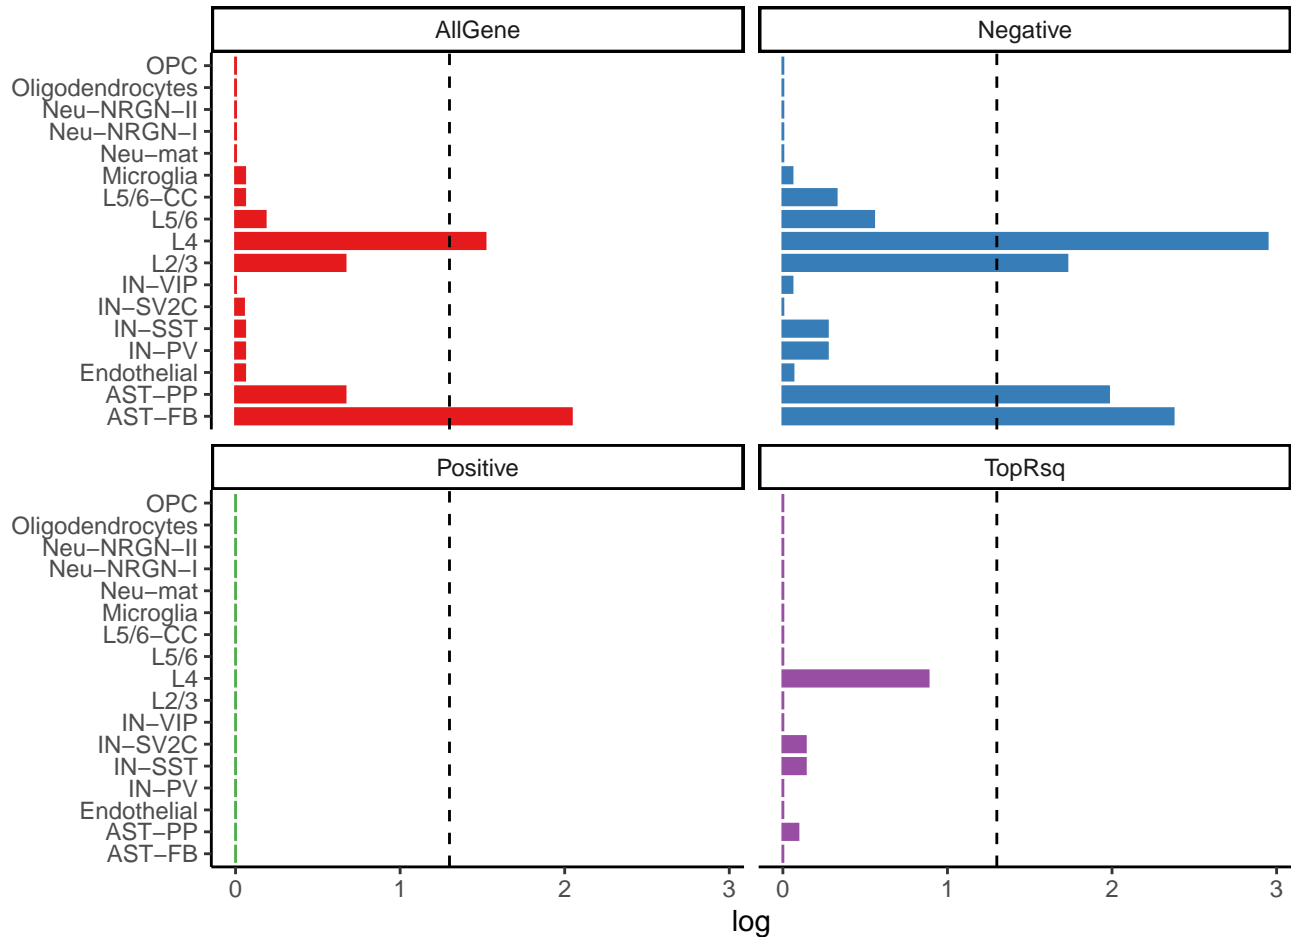 AllGene
Negative
OPC
Oligodendrocytes
Neu−NRGN−II
Neu−NRGN−I
Neu−mat
Microglia
L5/6−CC
L5/6
L4
L2/3
IN−VIP
IN−SV2C
IN−SST
IN−PV
Endothelial
AST−PP
AST−FB
Positive
TopRsq
OPC
Oligodendrocytes
Neu−NRGN−II
Neu−NRGN−I
Neu−mat
Microglia
L5/6−CC
L5/6
L4
L2/3
IN−VIP
IN−SV2C
IN−SST
IN−PV
Endothelial
AST−PP
AST−FB
0 1 2 3 0 1 2 3
log